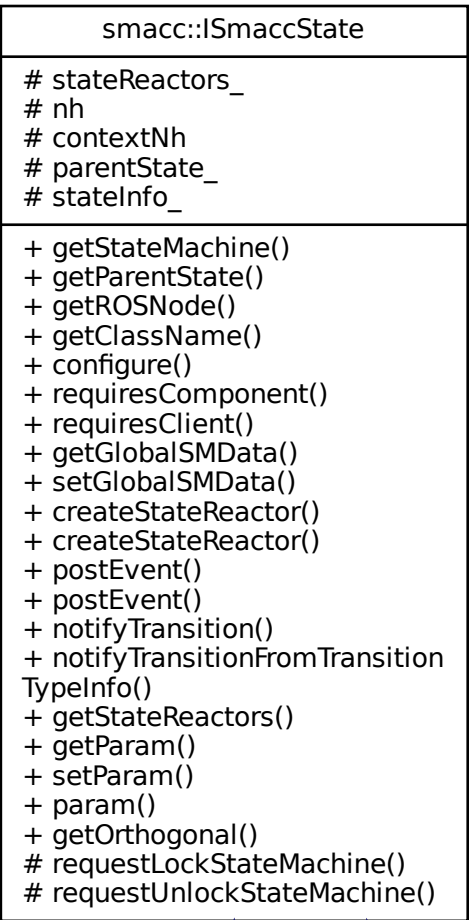 smacc::ISmaccState
# stateReactors_
# nh
# contextNh
# parentState_
# stateInfo_
+ getStateMachine()
+ getParentState()
+ getROSNode()
+ getClassName()
+ configure()
+ requiresComponent()
+ requiresClient()
+ getGlobalSMData()
+ setGlobalSMData()
+ createStateReactor()
+ createStateReactor()
+ postEvent()
+ postEvent()
+ notifyTransition()
+ notifyTransitionFromTransition
TypeInfo()
+ getStateReactors()
+ getParam()
+ setParam()
+ param()
+ getOrthogonal()
# requestLockStateMachine()
# requestUnlockStateMachine()